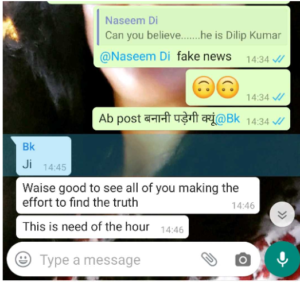 Naseem Di
Can you believe.......he is Dilip Kumar
@Naseem Di fake news 14:34
🙃🙃
14:34
Ab post बनानी पड़ेगी क्यूं@Bk 14:34
Bk
Ji 14:45
Waise good to see all of you making the
effort to find the truth
14:46
This is need of the hour 14:46
Type a message